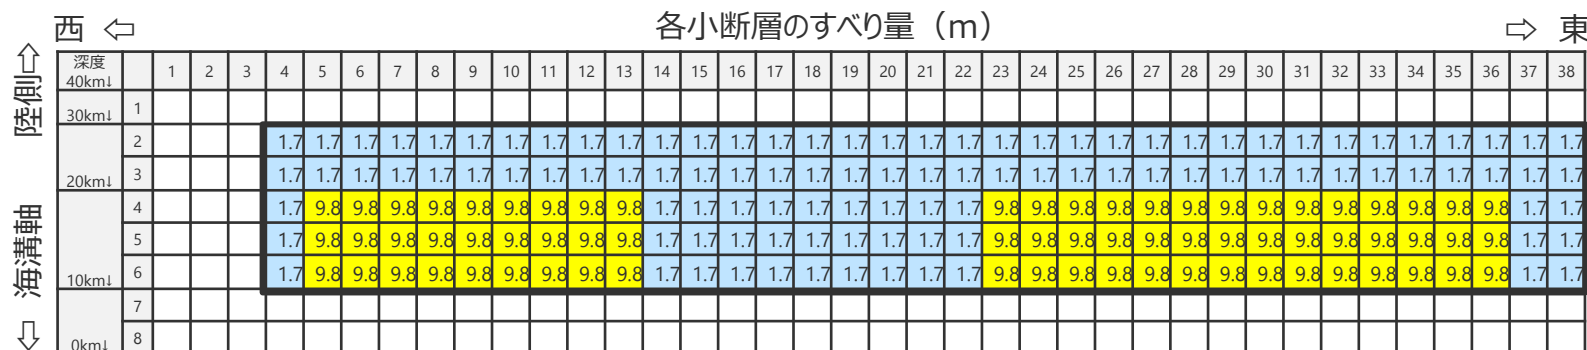 西 ⇦ 各小断層のすべり量（m） ⇨ 東
陸側⇨
海溝軸
⇦
深度
40km↓ 1 2 3 4 5 6 7 8 9 10 11 12 13 14 15 16 17 18 19 20 21 22 23 24 25 26 27 28 29 30 31 32 33 34 35 36 37 38
30km↓ 1
2 1.7 1.7 1.7 1.7 1.7 1.7 1.7 1.7 1.7 1.7 1.7 1.7 1.7 1.7 1.7 1.7 1.7 1.7 1.7 1.7 1.7 1.7 1.7 1.7 1.7 1.7 1.7 1.7 1.7 1.7 1.7 1.7 1.7 1.7 1.7
20km↓ 3 1.7 1.7 1.7 1.7 1.7 1.7 1.7 1.7 1.7 1.7 1.7 1.7 1.7 1.7 1.7 1.7 1.7 1.7 1.7 1.7 1.7 1.7 1.7 1.7 1.7 1.7 1.7 1.7 1.7 1.7 1.7 1.7 1.7 1.7 1.7
4 1.7 9.8 9.8 9.8 9.8 9.8 9.8 9.8 9.8 9.8 1.7 1.7 1.7 1.7 1.7 1.7 1.7 1.7 1.7 9.8 9.8 9.8 9.8 9.8 9.8 9.8 9.8 9.8 9.8 9.8 9.8 9.8 9.8 1.7 1.7
5 1.7 9.8 9.8 9.8 9.8 9.8 9.8 9.8 9.8 9.8 1.7 1.7 1.7 1.7 1.7 1.7 1.7 1.7 1.7 9.8 9.8 9.8 9.8 9.8 9.8 9.8 9.8 9.8 9.8 9.8 9.8 9.8 9.8 1.7 1.7
10km↓ 6 1.7 9.8 9.8 9.8 9.8 9.8 9.8 9.8 9.8 9.8 1.7 1.7 1.7 1.7 1.7 1.7 1.7 1.7 1.7 9.8 9.8 9.8 9.8 9.8 9.8 9.8 9.8 9.8 9.8 9.8 9.8 9.8 9.8 1.7 1.7
7
0km↓ 8